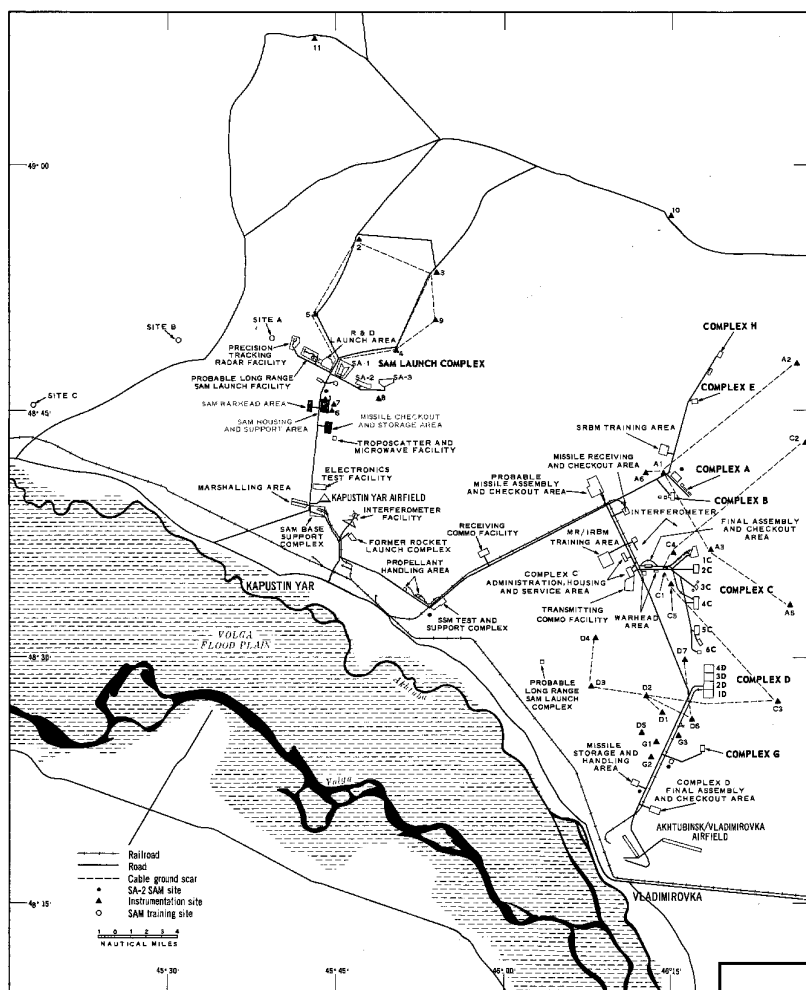 11
49° 00
10
2
3
SITE A
SITE B
5
R & D
LAUNCH AREA
9
4
PRECISION
TRACKING
RADAR FACILITY
SA-1
SAM LAUNCH COMPLEX
SA-2
SA-3
PROBABLE LONG RANGE
SAM LAUNCH FACILITY
8
COMPLEX H
A2
COMPLEX E
SITE C
48° 45
SAM WARHEAD AREA
7
6
SAM HOUSING
AND SUPPORT AREA
MISSILE CHECKOUT
AND STORAGE AREA
TROPOSCATTER AND
MICROWAVE FACILITY
SRBM TRAINING AREA
C2
MISSILE RECEIVING
AND CHECKOUT AREA
A1
A6
COMPLEX A
ELECTRONICS
TEST FACILITY
PROBABLE
MISSILE ASSEMBLY
AND CHECKOUT AREA
MARSHALLING AREA
KAPUSTIN YAR AIRFIELD
COMPLEX B
INTERFEROMETER
INTERFEROMETER
FACILITY
SAM BASE
SUPPORT
COMPLEX
FORMER ROCKET
LAUNCH COMPLEX
RECEIVING
COMMO FACILITY
MR/IRBM
TRAINING AREA
C4
FINAL ASSEMBLY
AND CHECKOUT
AREA
A3
1C
2C
PROPELLANT
HANDLING AREA
KAPUSTIN YAR
COMPLEX C
ADMINISTRATION, HOUSING
AND SERVICE AREA
C1
3C
COMPLEX C
4C
A5
TRANSMITTING
COMMO FACILITY
WARHEAD
AREA
C5
SSM TEST AND
SUPPORT COMPLEX
5C
6C
VOLGA
FLOOD PLAIN
D4
48° 30
D7
4D
3D
2D
1D
COMPLEX D
Akhtuba
D3
D2
PROBABLE
LONG RANGE
SAM LAUNCH
COMPLEX
C3
D1
D6
D5
G1
G3
COMPLEX G
G2
MISSILE
STORAGE AND
HANDLING
AREA
Volga
COMPLEX D
FINAL ASSEMBLY
AND CHECKOUT AREA
AKHTUBINSK/VLADIMIROVKA
AIRFIELD
Railroad
Road
Cable ground scar
SA-2 SAM site
Instrumentation site
SAM training site
1 0 1 2 3 4
NAUTICAL MILES
48° 15
VLADIMIROVKA
45° 30
45° 45
46° 00
46° 15